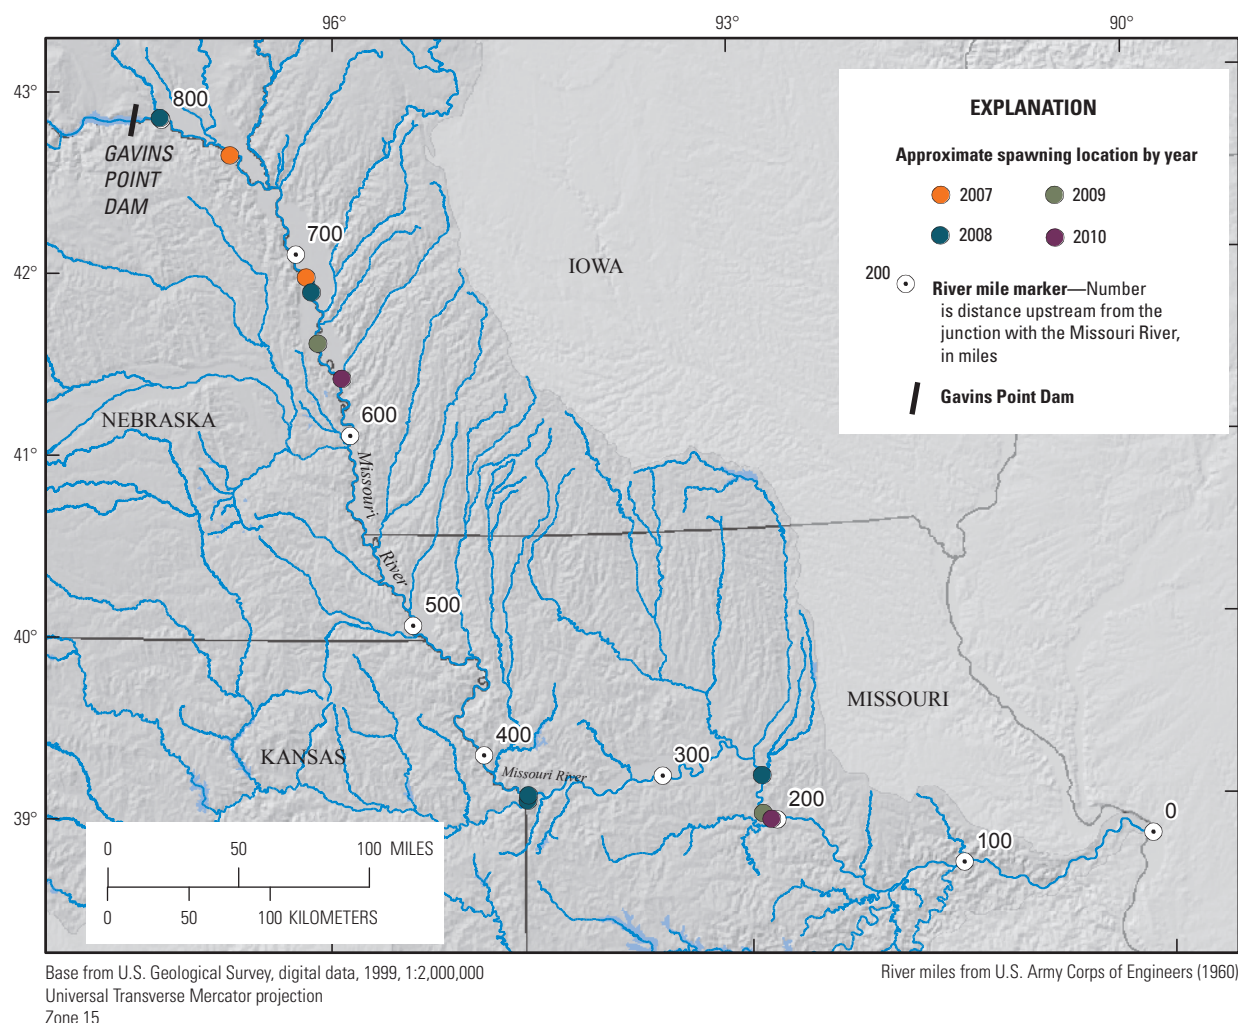 96°
93°
90°
43°
42°
41°
40°
39°
800
GAVINS
POINT
DAM
700
IOWA
600
NEBRASKA
Missouri
River
500
400
KANSAS
Missouri River
300
MISSOURI
200
100
0
EXPLANATION
Approximate spawning location by year
2007
2009
2008
2010
200
River mile marker—Number
is distance upstream from the
junction with the Missouri River,
in miles
Gavins Point Dam
0 50 100 MILES
0 50 100 KILOMETERS
Base from U.S. Geological Survey, digital data, 1999, 1:2,000,000
Universal Transverse Mercator projection
Zone 15
River miles from U.S. Army Corps of Engineers (1960)